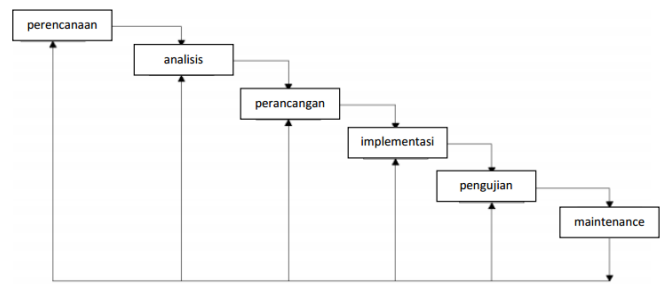 perencanaan
analisis
perancangan
implementasi
pengujian
maintenance